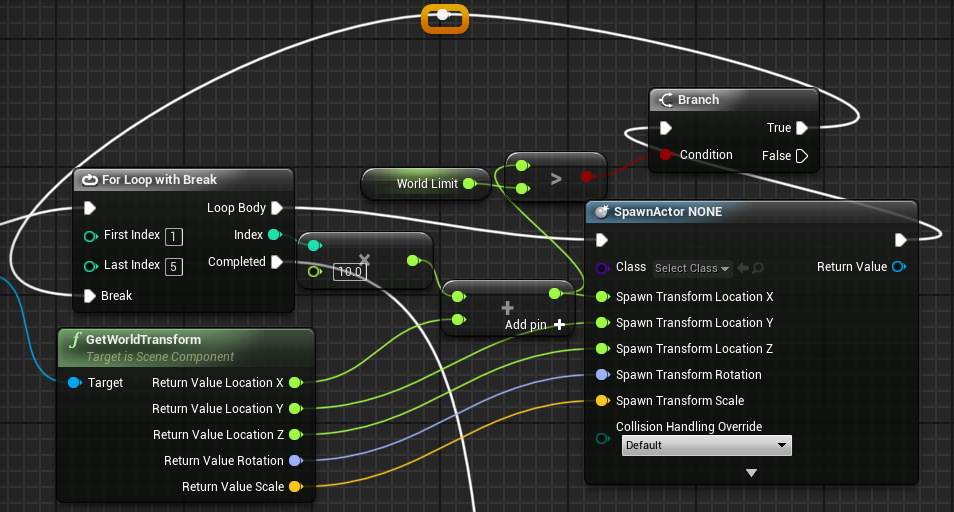 Branch
True
Condition
False
For Loop with Break
World Limit
>
Loop Body
SpawnActor NONE
First Index 1
Index
×
Last Index 5
Completed
10.0
Class Select Class
Return Value
Break
+
Add pin
Spawn Transform Location X
Spawn Transform Location Y
Spawn Transform Location Z
Spawn Transform Rotation
Spawn Transform Scale
Collision Handling Override
Default
f GetWorldTransform
Target is Scene Component
Target
Return Value Location X
Return Value Location Y
Return Value Location Z
Return Value Rotation
Return Value Scale